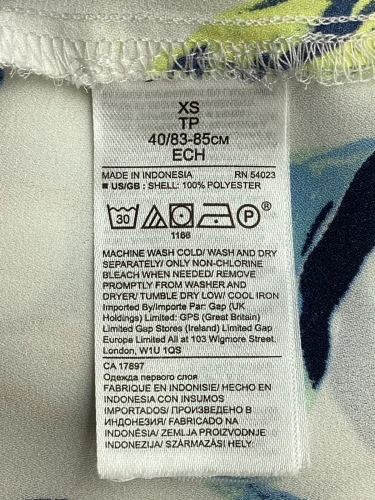 XS
TP
40/83-85см
ECH
MADE IN INDONESIA RN 54023
■ US/GB : SHELL: 100% POLYESTER
30 P ®
1166
MACHINE WASH COLD/ WASH AND DRY
SEPARATELY/ ONLY NON-CHLORINE
BLEACH WHEN NEEDED/ REMOVE
PROMPTLY FROM WASHER AND
DRYER/ TUMBLE DRY LOW/ COOL IRON
Imported By/Importe Par: Gap (UK
Holdings) Limited: GPS (Great Britain)
Limited Gap Stores (Ireland) Limited Gap
Europe Limited All at 103 Wigmore Street.
London, W1U 1QS
CA 17897
Одежда первого слоя
FABRIQUE EN INDONESIE/ HECHO EN
INDONESIA CON INSUMOS
IMPORTADOS/ ПРОИЗВЕДЕНО В
ИНДОНЕЗИЯ/ FABRICADO NA
INDONÉSIA/ ZEMLJA PROIZVODNJE
INDONEZIJA/ SZÁRMAZÁSI HELY: